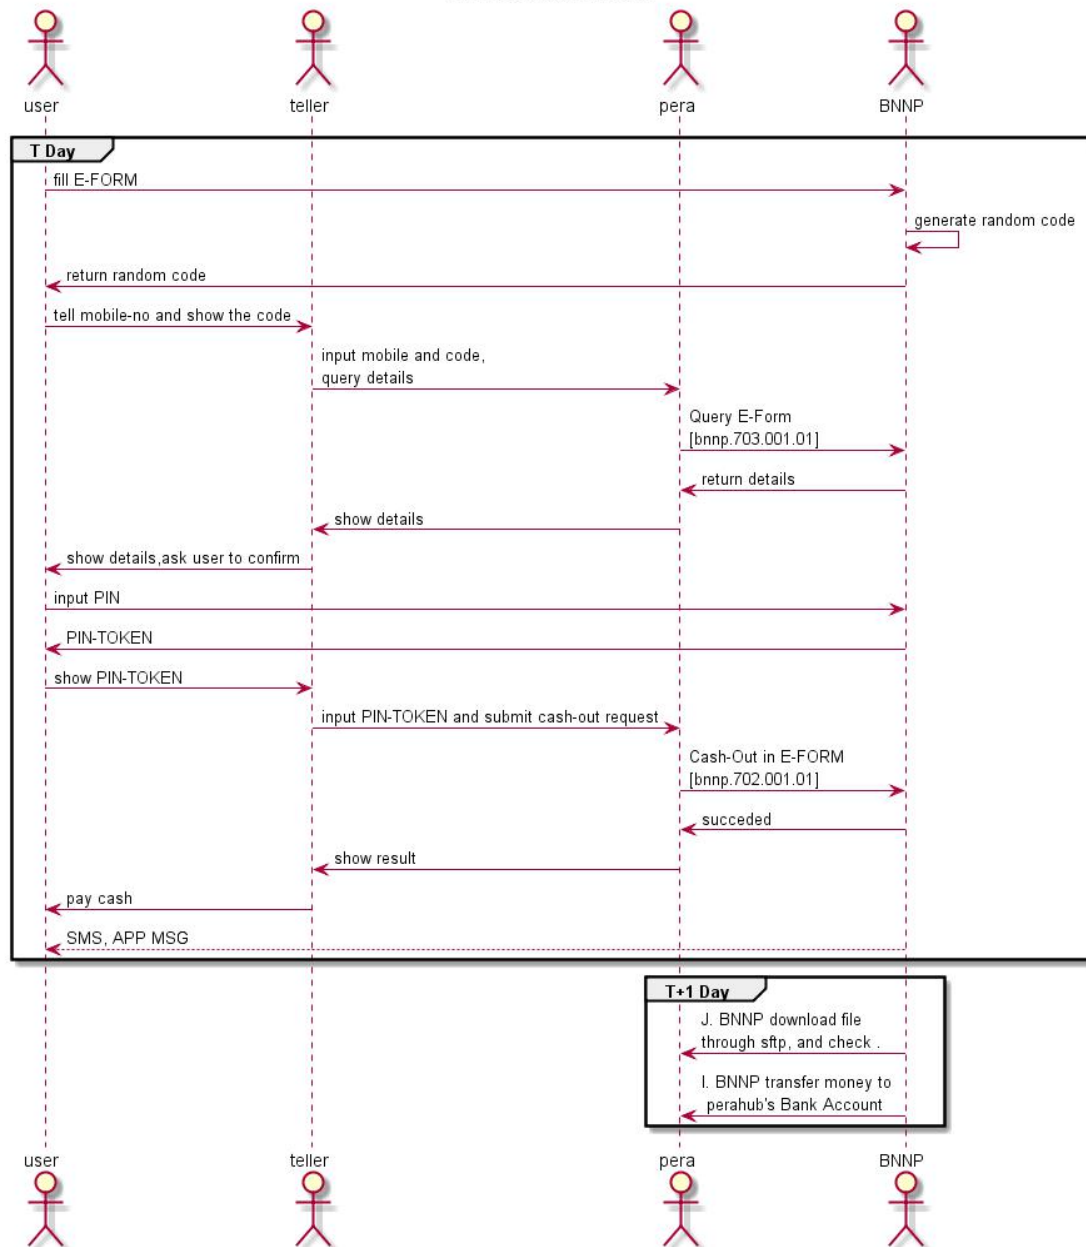 user teller pera BNNP
T Day
fill E-FORM
generate random code
return random code
tell mobile-no and show the code
input mobile and code,
query details
Query E-Form
[bnnp.703.001.01]
return details
show details
show details,ask user to confirm
input PIN
PIN-TOKEN
show PIN-TOKEN
input PIN-TOKEN and submit cash-out request
Cash-Out in E-FORM
[bnnp.702.001.01]
succeded
show result
pay cash
SMS, APP MSG
T+1 Day
J. BNNP download file
through sftp, and check .
I. BNNP transfer money to
perahub's Bank Account
user teller pera BNNP